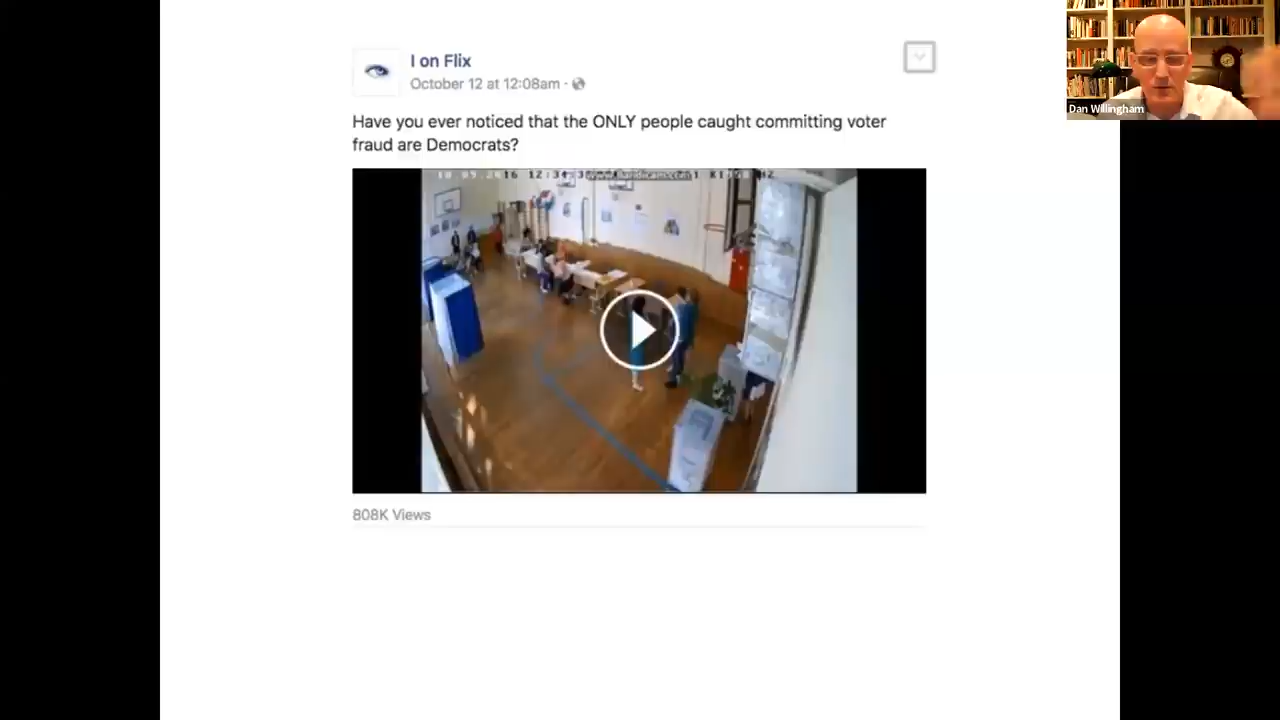 I on Flix
October 12 at 12:08am ·
Have you ever noticed that the ONLY people caught committing voter
fraud are Democrats?
808K Views
Dan Willingham